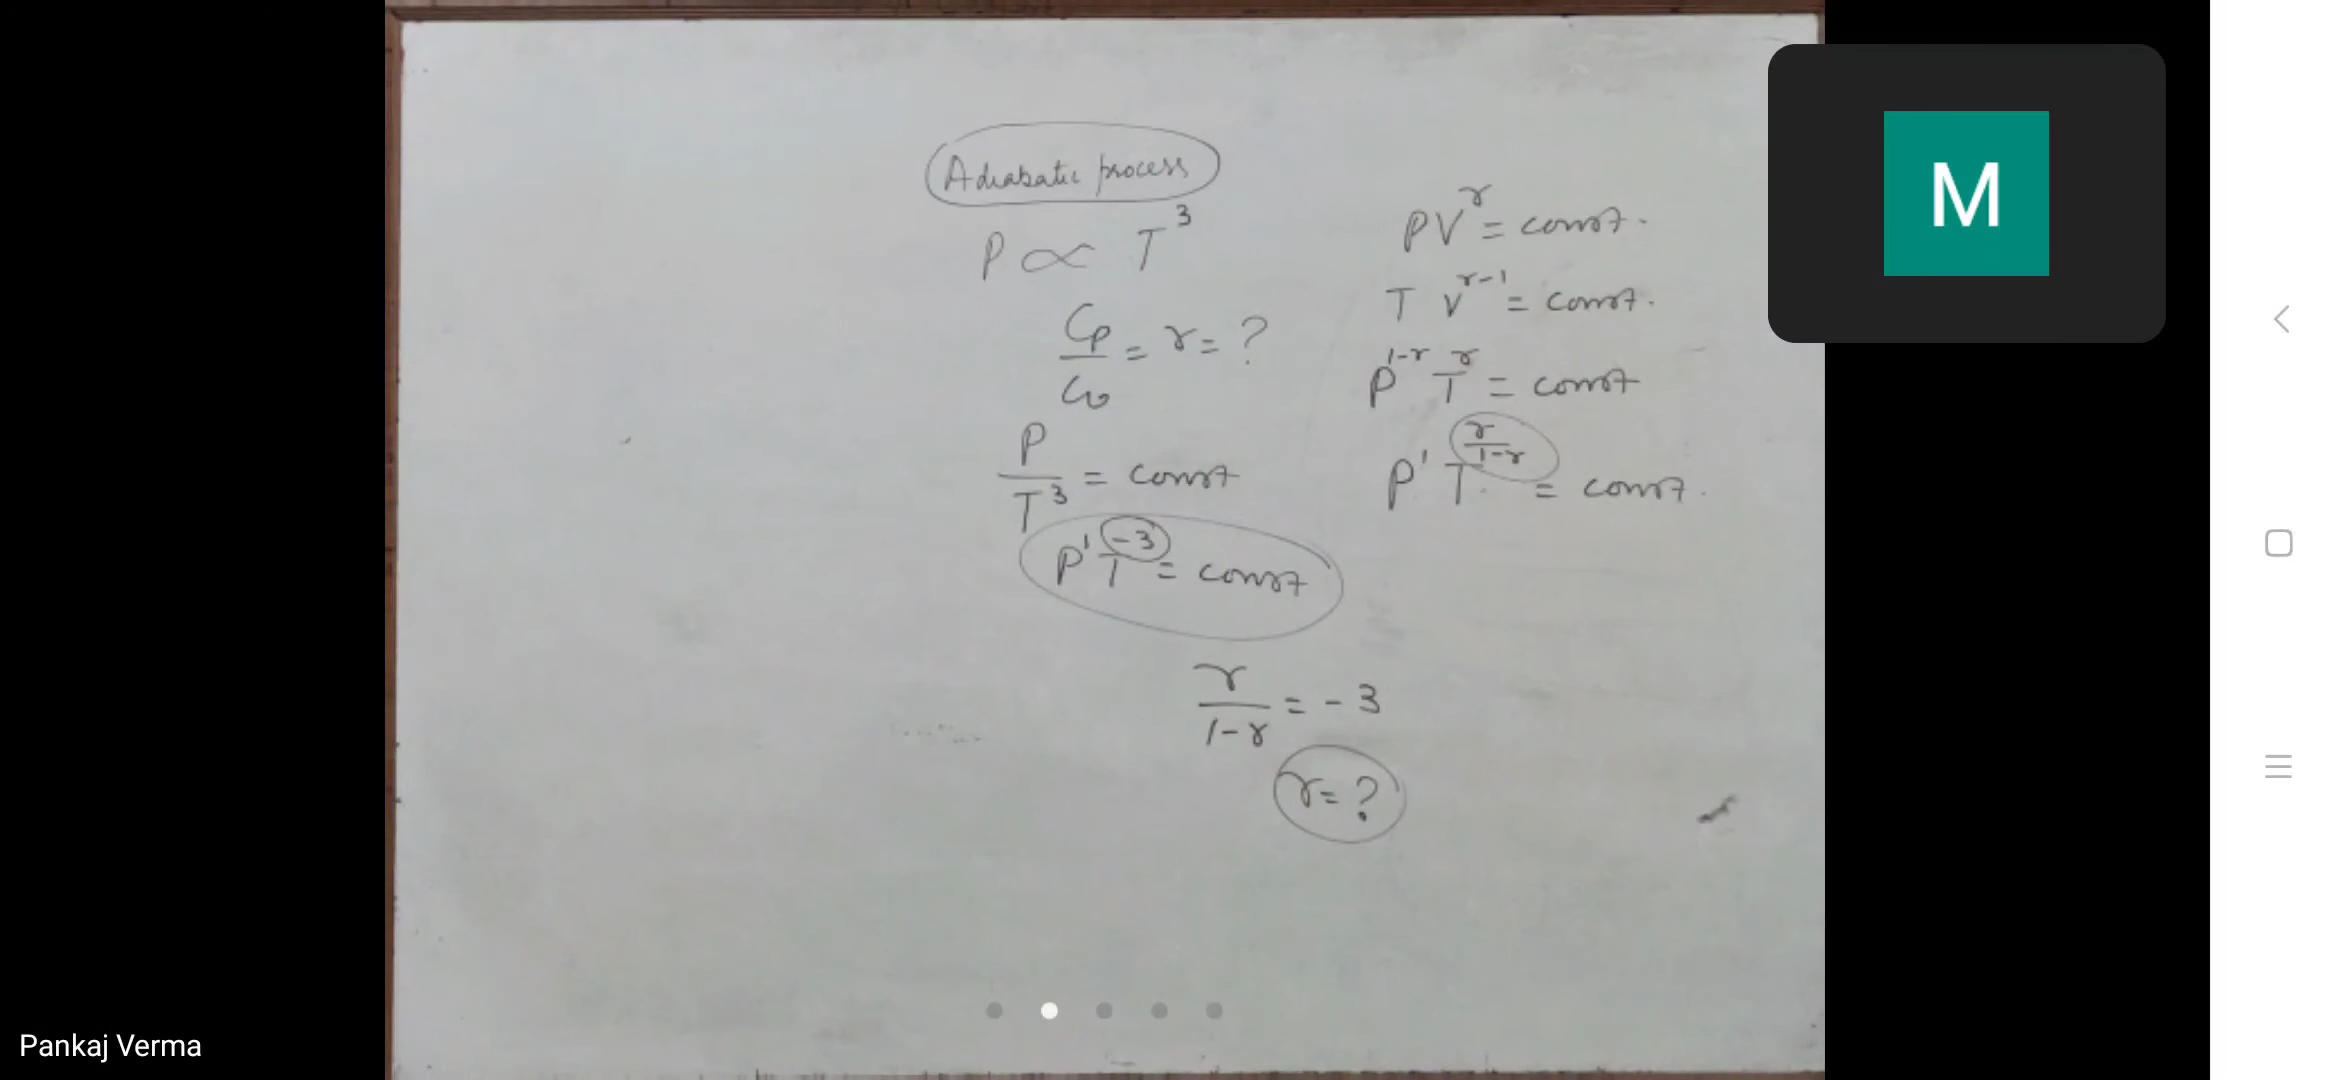 Adiabatic process
P ∝ T³
Cp/Cv = γ = ?
P/T³ = const
P¹ T⁻³ = const
PV^γ = const.
T V^γ-1 = const.
P^1-γ T^γ = const
P¹ T^γ/1-γ = const.
γ/1-γ = -3
γ = ?
M
Pankaj Verma